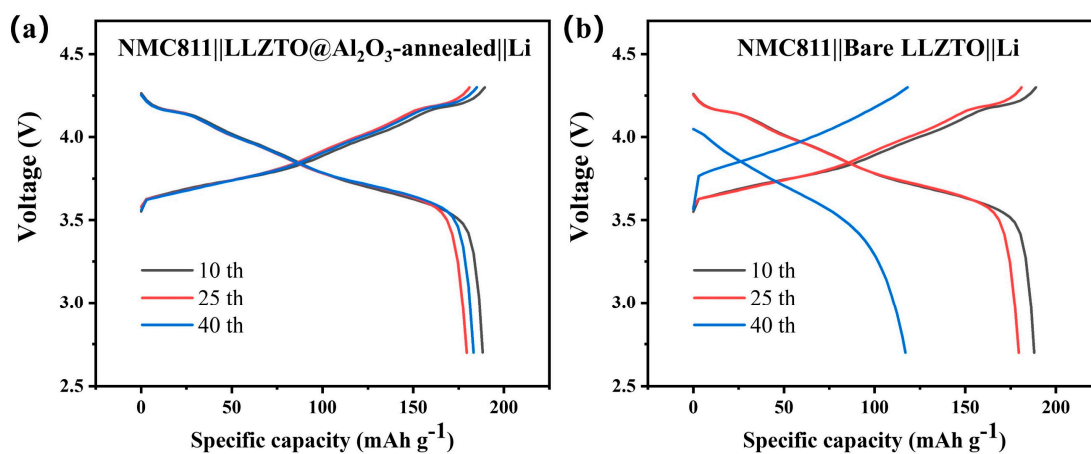 (a)
NMC811||LLZTO@Al₂O₃-annealed||Li
4.5
4.0
3.5
3.0
2.5
Voltage (V)
10 th
25 th
40 th
0
50
100
150
200
Specific capacity (mAh g⁻¹)
(b)
NMC811||Bare LLZTO||Li
4.5
4.0
3.5
3.0
2.5
Voltage (V)
10 th
25 th
40 th
0
50
100
150
200
Specific capacity (mAh g⁻¹)